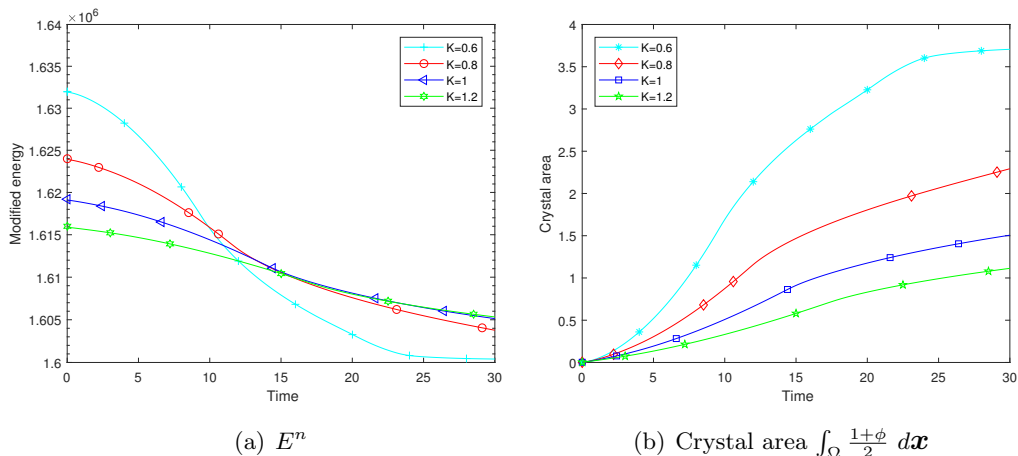 ×10⁶
1.64
1.635
1.63
1.625
1.62
1.615
1.61
1.605
1.6
Modified energy
0 5 10 15 20 25 30
Time
K=0.6
K=0.8
K=1
K=1.2
(a) Eⁿ
4
3.5
3
2.5
2
1.5
1
0.5
0
Crystal area
0 5 10 15 20 25 30
Time
K=0.6
K=0.8
K=1
K=1.2
(b) Crystal area ∫_Ω (1+ϕ)/2 d𝒙